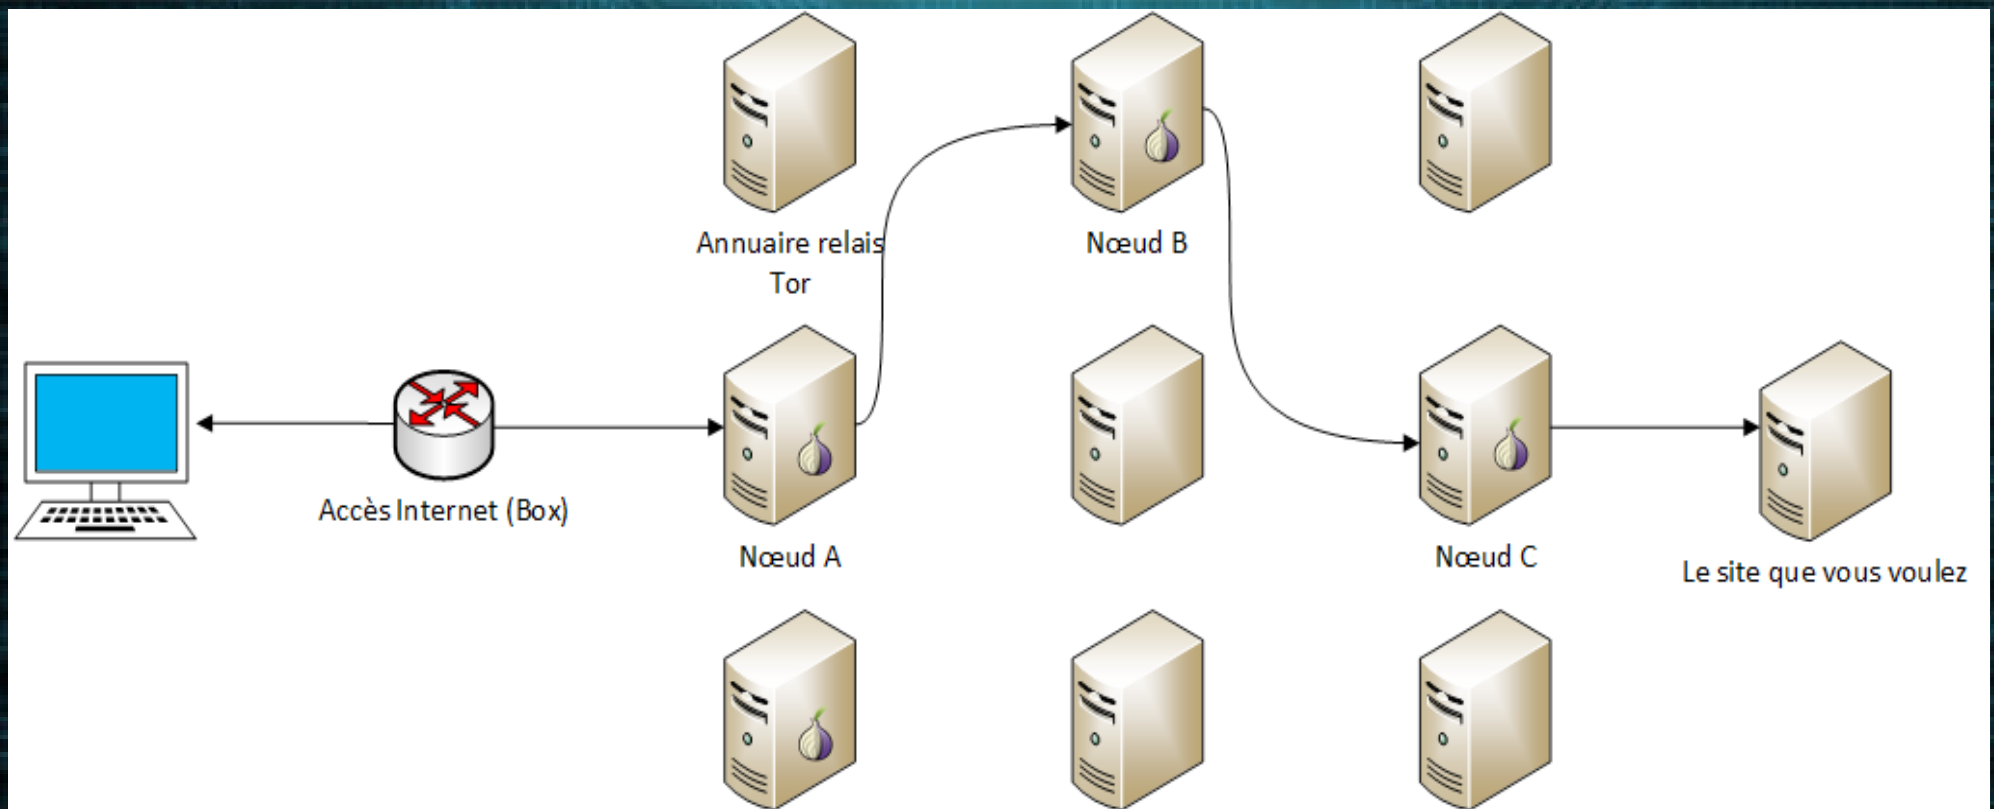 Annuaire relais
Tor
Nœud B
Accès Internet (Box)
Nœud A
Nœud C
Le site que vous voulez